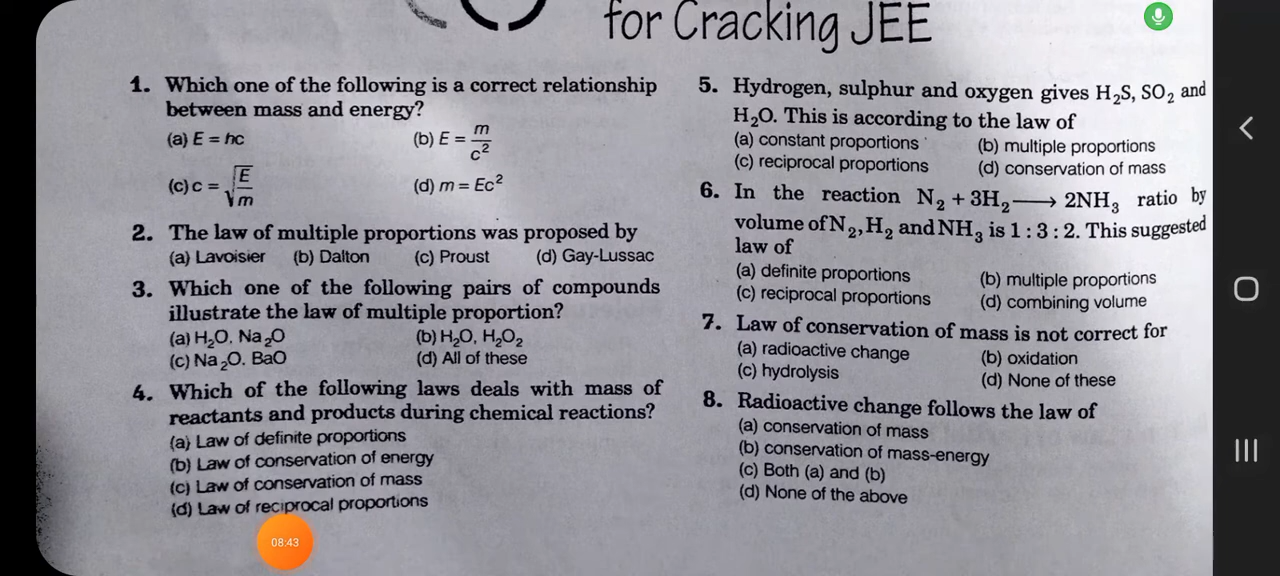 for Cracking JEE
1. Which one of the following is a correct relationship
between mass and energy?
(a) E = hc (b) E = m/c²
(c) c = √(E/m) (d) m = Ec²
2. The law of multiple proportions was proposed by
(a) Lavoisier (b) Dalton (c) Proust (d) Gay-Lussac
3. Which one of the following pairs of compounds
illustrate the law of multiple proportion?
(a) H₂O, Na₂O (b) H₂O, H₂O₂
(c) Na₂O. BaO (d) All of these
4. Which of the following laws deals with mass of
reactants and products during chemical reactions?
(a) Law of definite proportions
(b) Law of conservation of energy
(c) Law of conservation of mass
(d) Law of reciprocal proportions
5. Hydrogen, sulphur and oxygen gives H₂S, SO₂ and
H₂O. This is according to the law of
(a) constant proportions (b) multiple proportions
(c) reciprocal proportions (d) conservation of mass
6. In the reaction N₂ + 3H₂ ⟶ 2NH₃ ratio by
volume of N₂, H₂ and NH₃ is 1 : 3 : 2. This suggested
law of
(a) definite proportions (b) multiple proportions
(c) reciprocal proportions (d) combining volume
7. Law of conservation of mass is not correct for
(a) radioactive change (b) oxidation
(c) hydrolysis (d) None of these
8. Radioactive change follows the law of
(a) conservation of mass
(b) conservation of mass-energy
(c) Both (a) and (b)
(d) None of the above
08:43